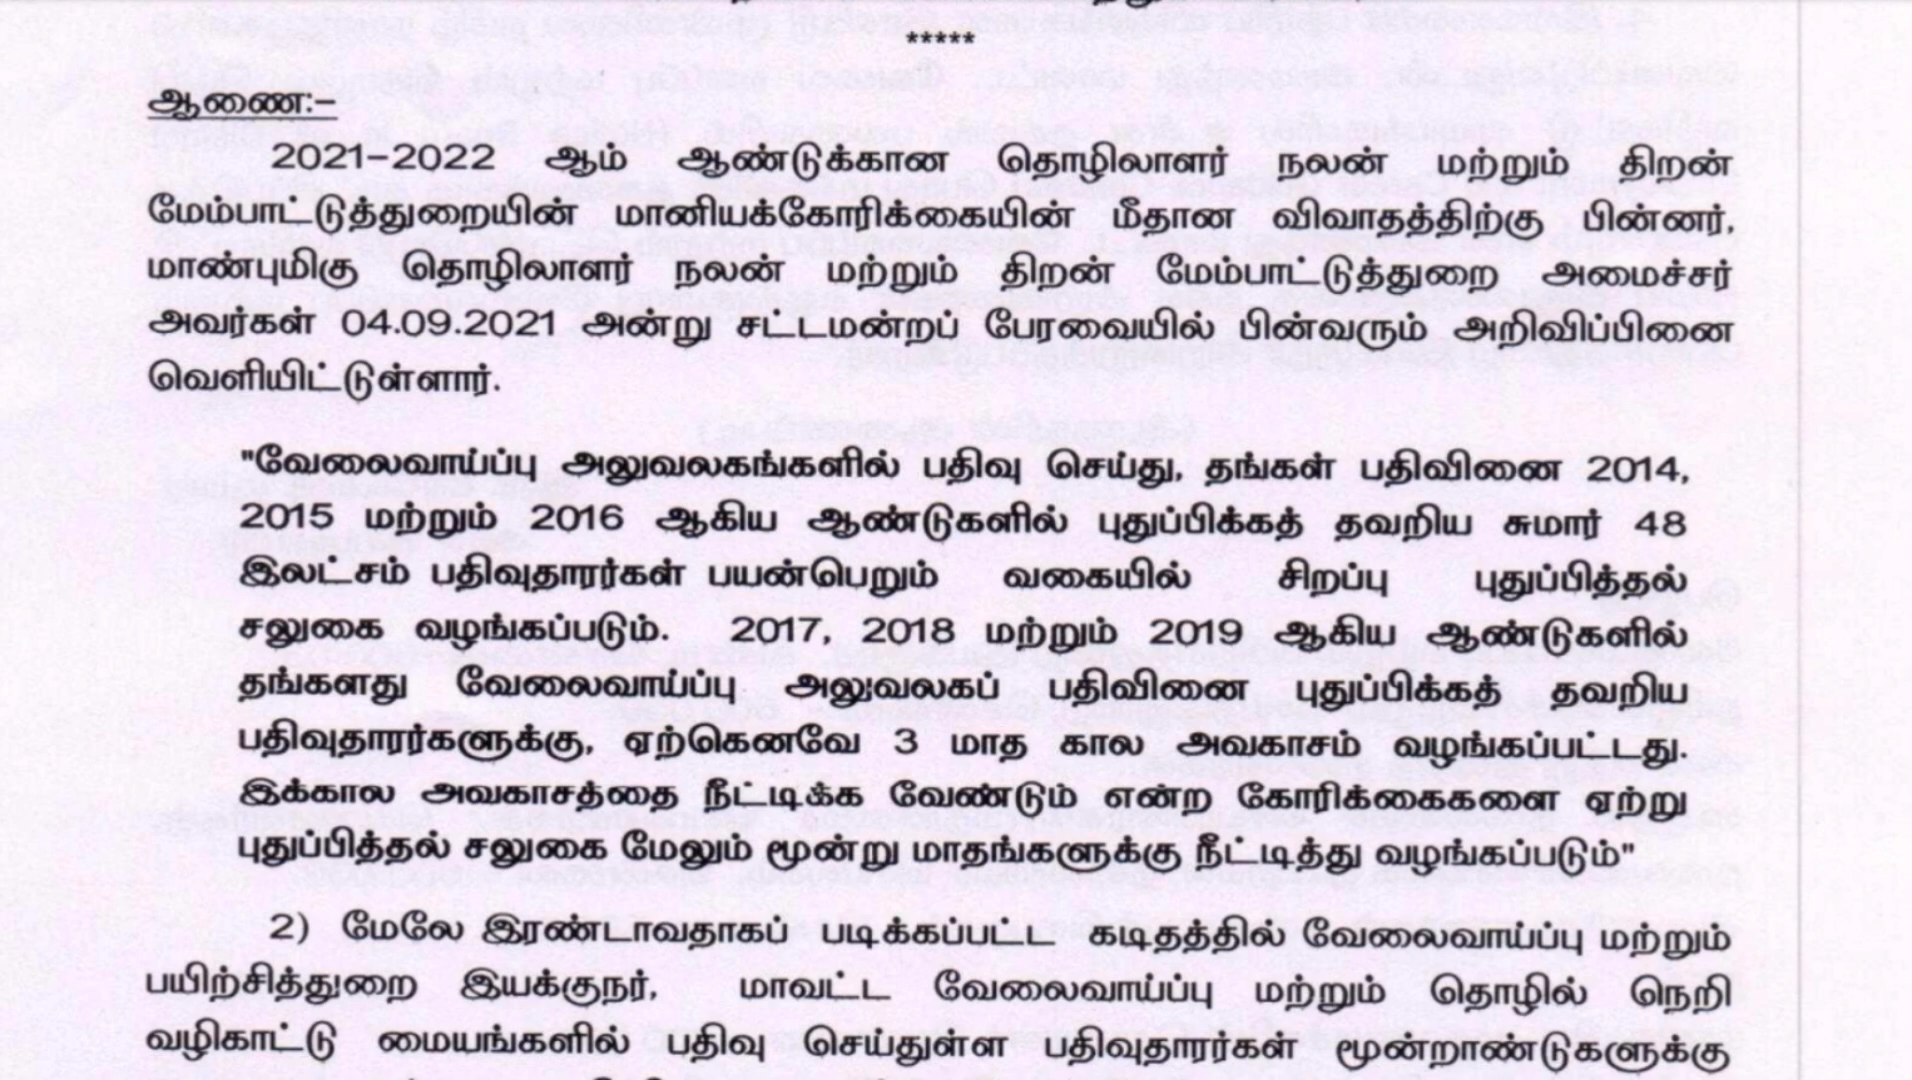 *****
ஆணை:-
2021-2022 ஆம் ஆண்டுக்கான தொழிலாளர் நலன் மற்றும் திறன்
மேம்பாட்டுத்துறையின் மானியக்கோரிக்கையின் மீதான விவாதத்திற்கு பின்னர்,
மாண்புமிகு தொழிலாளர் நலன் மற்றும் திறன் மேம்பாட்டுத்துறை அமைச்சர்
அவர்கள் 04.09.2021 அன்று சட்டமன்றப் பேரவையில் பின்வரும் அறிவிப்பினை
வெளியிட்டுள்ளார்.
"வேலைவாய்ப்பு அலுவலகங்களில் பதிவு செய்து, தங்கள் பதிவினை 2014,
2015 மற்றும் 2016 ஆகிய ஆண்டுகளில் புதுப்பிக்கத் தவறிய சுமார் 48
இலட்சம் பதிவுதாரர்கள் பயன்பெறும் வகையில் சிறப்பு புதுப்பித்தல்
சலுகை வழங்கப்படும். 2017, 2018 மற்றும் 2019 ஆகிய ஆண்டுகளில்
தங்களது வேலைவாய்ப்பு அலுவலகப் பதிவினை புதுப்பிக்கத் தவறிய
பதிவுதாரர்களுக்கு, ஏற்கெனவே 3 மாத கால அவகாசம் வழங்கப்பட்டது.
இக்கால அவகாசத்தை நீட்டிக்க வேண்டும் என்ற கோரிக்கைகளை ஏற்று
புதுப்பித்தல் சலுகை மேலும் மூன்று மாதங்களுக்கு நீட்டித்து வழங்கப்படும்"
2) மேலே இரண்டாவதாகப் படிக்கப்பட்ட கடிதத்தில் வேலைவாய்ப்பு மற்றும்
பயிற்சித்துறை இயக்குநர், மாவட்ட வேலைவாய்ப்பு மற்றும் தொழில் நெறி
வழிகாட்டு மையங்களில் பதிவு செய்துள்ள பதிவுதாரர்கள் மூன்றாண்டுகளுக்கு